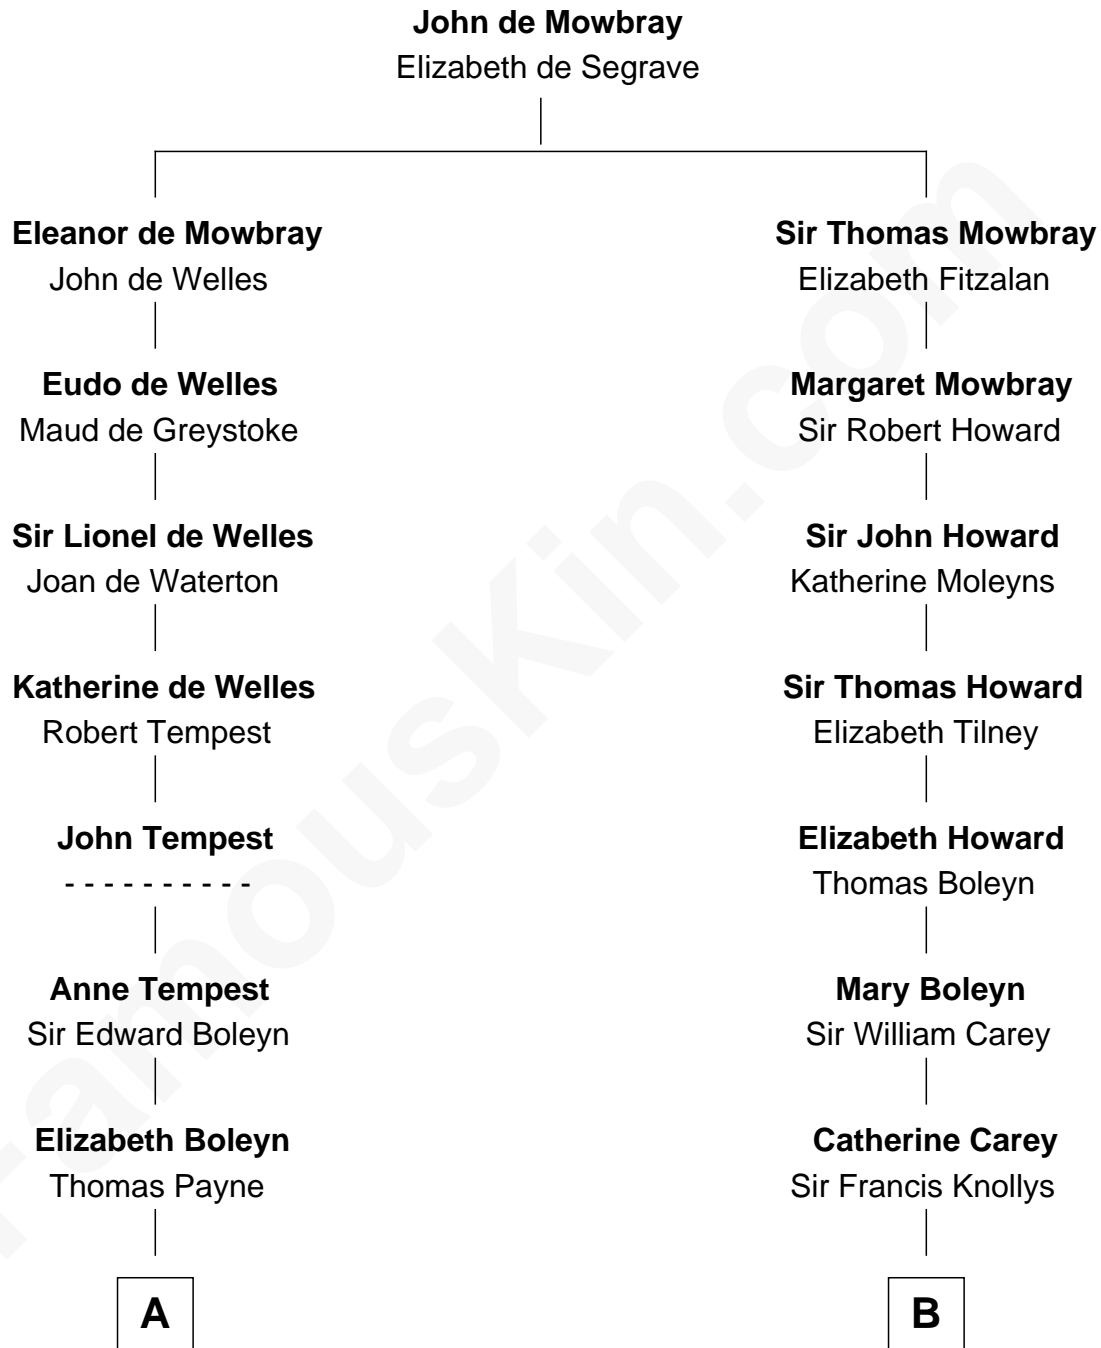 John de Mowbray
Elizabeth de Segrave
Eleanor de Mowbray
John de Welles
Eudo de Welles
Maud de Greystoke
Sir Lionel de Welles
Joan de Waterton
Katherine de Welles
Robert Tempest
John Tempest
- - - - - - - - - -
Anne Tempest
Sir Edward Boleyn
Elizabeth Boleyn
Thomas Payne
A
Sir Thomas Mowbray
Elizabeth Fitzalan
Margaret Mowbray
Sir Robert Howard
Sir John Howard
Katherine Moleyns
Sir Thomas Howard
Elizabeth Tilney
Elizabeth Howard
Thomas Boleyn
Mary Boleyn
Sir William Carey
Catherine Carey
Sir Francis Knollys
B
FamousKin.com